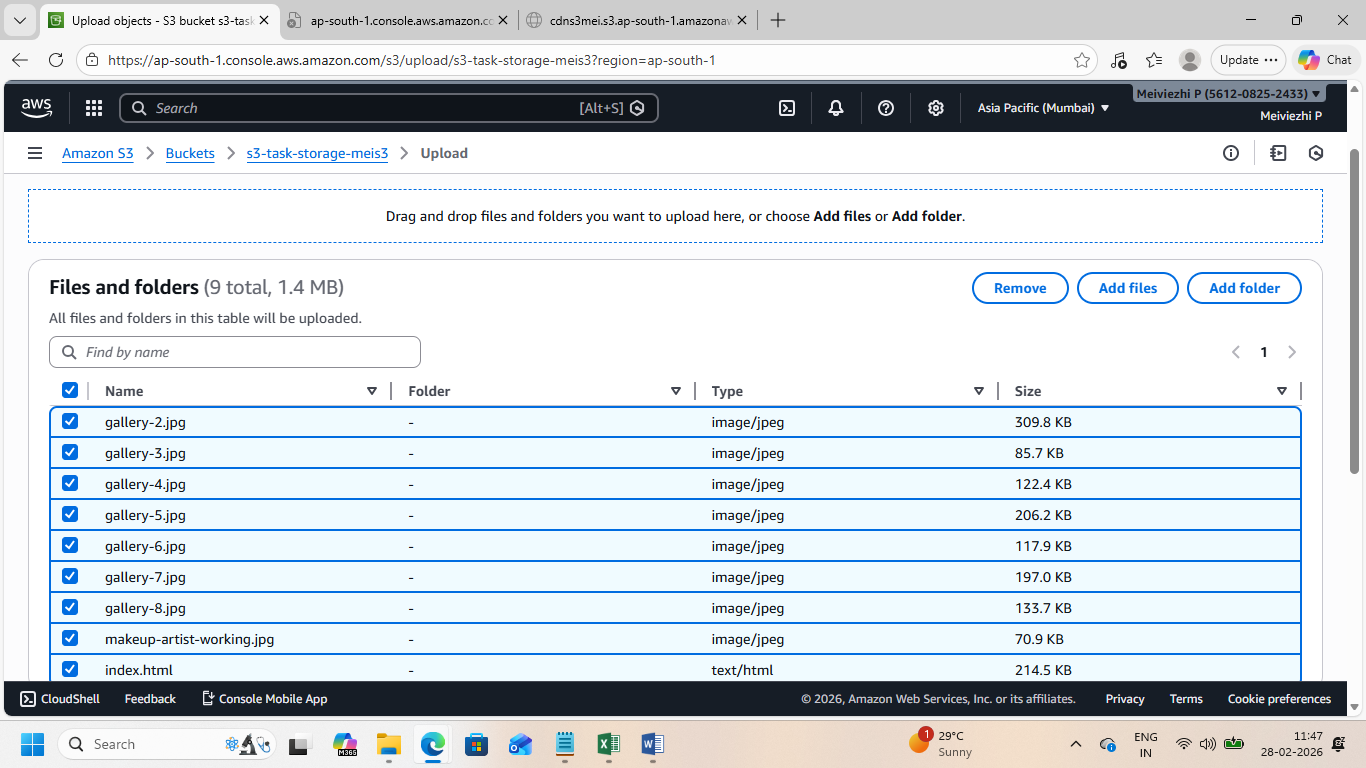 Upload objects - S3 bucket s3-task
ap-south-1.console.aws.amazon.cc
cdns3mei.s3.ap-south-1.amazonaw
https://ap-south-1.console.aws.amazon.com/s3/upload/s3-task-storage-meis3?region=ap-south-1
Update
Chat
aws
Search
[Alt+S]
Asia Pacific (Mumbai)
Meiviezhi P (5612-0825-2433)
Meiviezhi P
Amazon S3
Buckets
s3-task-storage-meis3
Upload
Drag and drop files and folders you want to upload here, or choose Add files or Add folder.
Files and folders (9 total, 1.4 MB)
Remove
Add files
Add folder
All files and folders in this table will be uploaded.
Find by name
1
Name Folder Type Size
gallery-2.jpg - image/jpeg 309.8 KB
gallery-3.jpg - image/jpeg 85.7 KB
gallery-4.jpg - image/jpeg 122.4 KB
gallery-5.jpg - image/jpeg 206.2 KB
gallery-6.jpg - image/jpeg 117.9 KB
gallery-7.jpg - image/jpeg 197.0 KB
gallery-8.jpg - image/jpeg 133.7 KB
makeup-artist-working.jpg - image/jpeg 70.9 KB
index.html - text/html 214.5 KB
CloudShell
Feedback
Console Mobile App
© 2026, Amazon Web Services, Inc. or its affiliates.
Privacy
Terms
Cookie preferences
Search
M365
1
29°C
Sunny
ENG
IN
11:47
28-02-2026